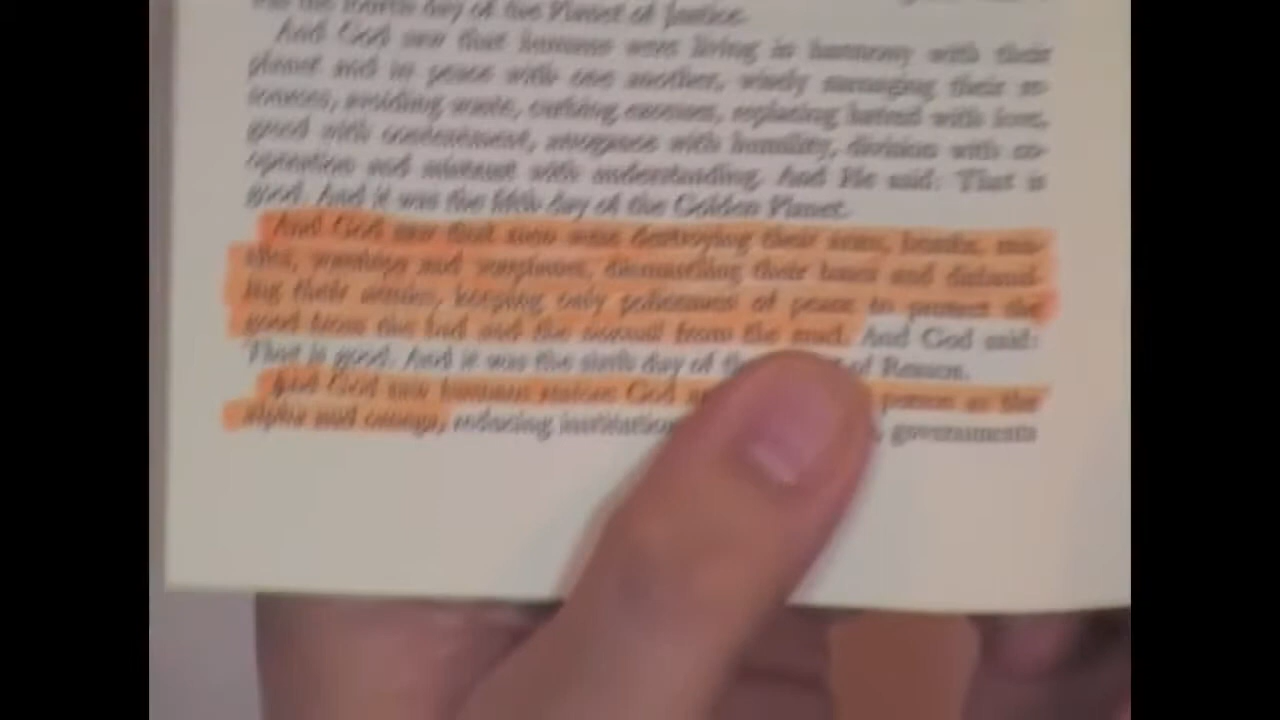 was the fourth day of the Planet of Justice.
And God saw that humans were living in harmony with their
planet and in peace with one another, wisely managing their re-
sources, avoiding waste, curbing excesses, replacing hatred with love,
greed with contentment, arrogance with humility, division with co-
operation and mistrust with understanding. And He said: That is
good. And it was the fifth day of the Golden Planet.
And God saw that men were destroying their arms, bombs, mis-
siles, warships and warplanes, dismantling their bases and disband-
ing their armies, keeping only policemen of peace to protect the
good from the bad and the normal from the mad. And God said:
That is good. And it was the sixth day of the of Reason.
And God saw humans restore God person as the
alpha and omega, reducing institutions governments